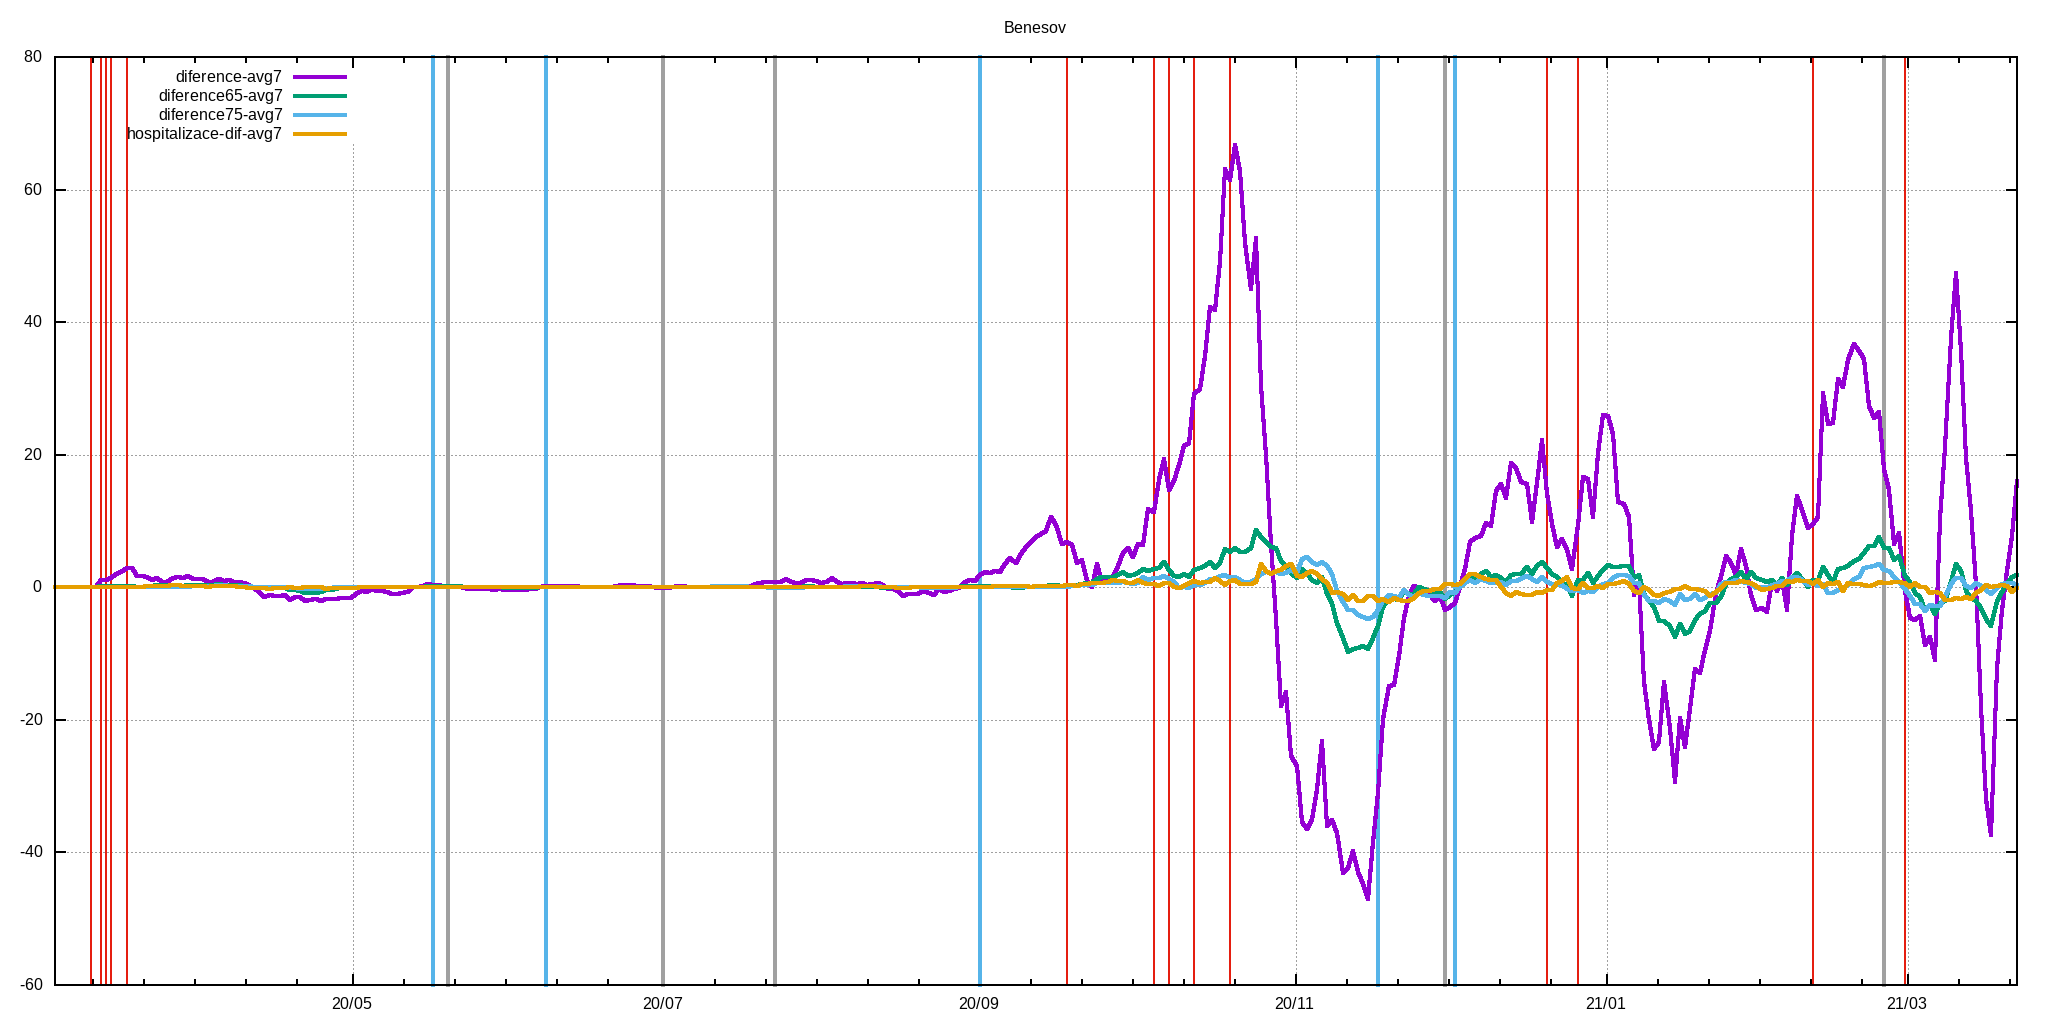 Benesov
80
diference-avg7
diference65-avg7
diference75-avg7
hospitalizace-dif-avg7
60
40
20
0
-20
-40
-60
20/05 20/07 20/09 20/11 21/01 21/03